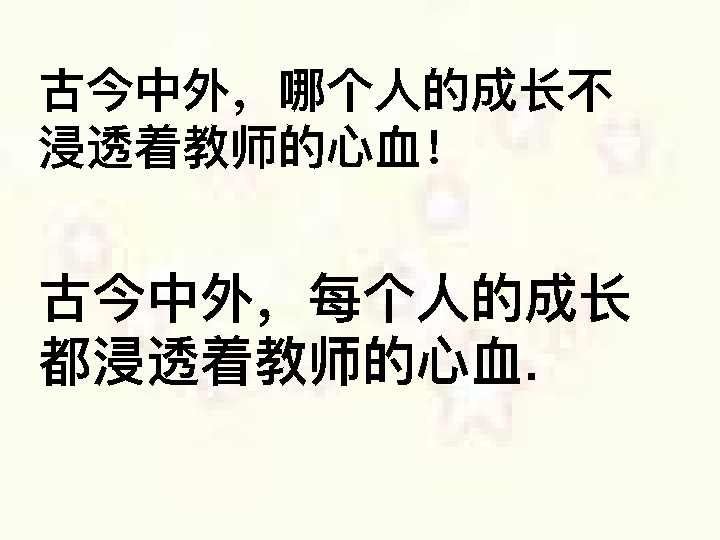 古今中外，哪个人的成长不
浸透着教师的心血！
古今中外，每个人的成长
都浸透着教师的心血.